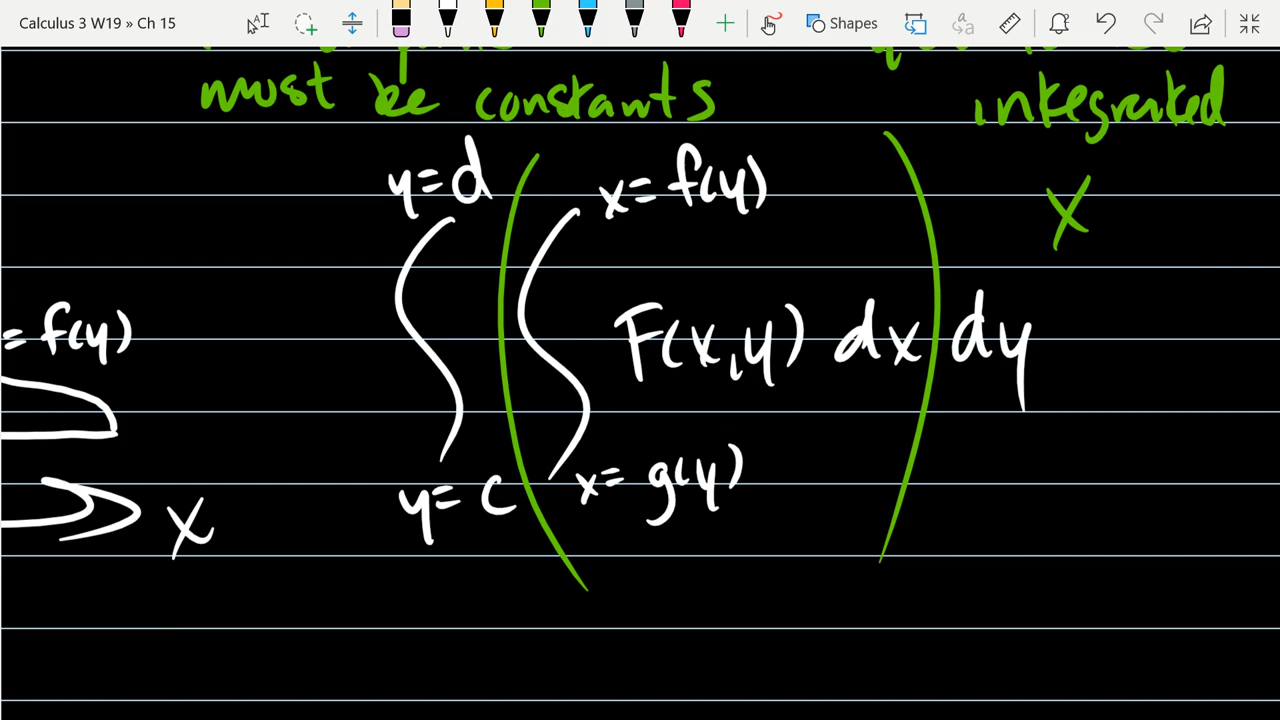 Calculus 3 W19 » Ch 15
Shapes
must be constants
integrated
y=d
x= f(y)
X
= f(y)
F(x,y) dx dy
y= c
x= g(y)
X